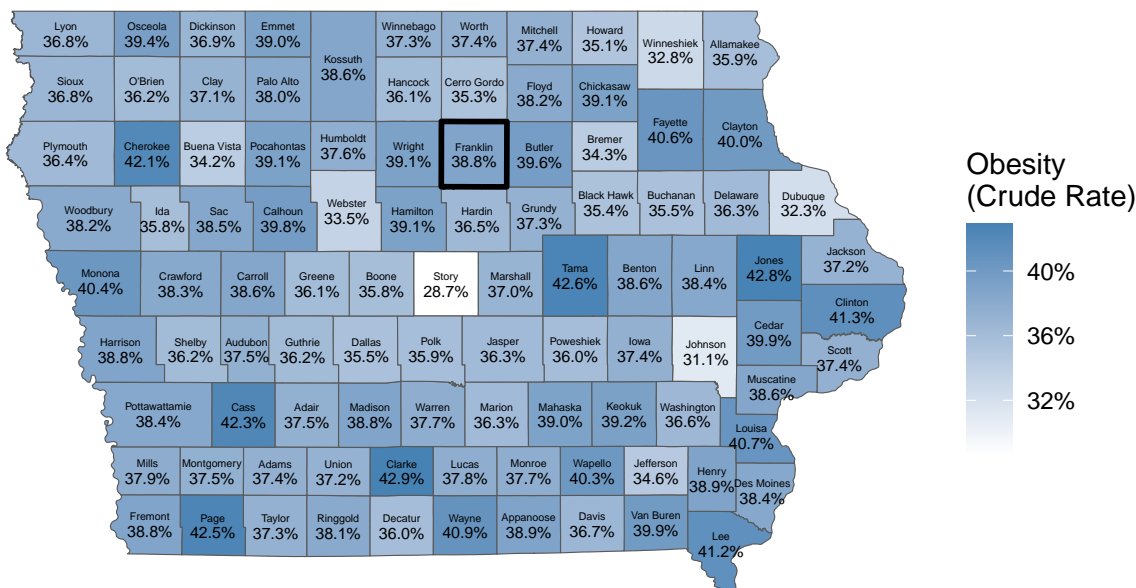 Lyon
36.8%
Osceola
39.4%
Dickinson
36.9%
Emmet
39.0%
Winnebago
37.3%
Worth
37.4%
Mitchell
37.4%
Howard
35.1%
Winneshiek
32.8%
Allamakee
35.9%
Kossuth
38.6%
Sioux
36.8%
O'Brien
36.2%
Clay
37.1%
Palo Alto
38.0%
Hancock
36.1%
Cerro Gordo
35.3%
Floyd
38.2%
Chickasaw
39.1%
Fayette
40.6%
Clayton
40.0%
Plymouth
36.4%
Cherokee
42.1%
Buena Vista
34.2%
Pocahontas
39.1%
Humboldt
37.6%
Wright
39.1%
Franklin
38.8%
Butler
39.6%
Bremer
34.3%
Woodbury
38.2%
Ida
35.8%
Sac
38.5%
Calhoun
39.8%
Webster
33.5%
Hamilton
39.1%
Hardin
36.5%
Grundy
37.3%
Black Hawk
35.4%
Buchanan
35.5%
Delaware
36.3%
Dubuque
32.3%
Monona
40.4%
Crawford
38.3%
Carroll
38.6%
Greene
36.1%
Boone
35.8%
Story
28.7%
Marshall
37.0%
Tama
42.6%
Benton
38.6%
Linn
38.4%
Jones
42.8%
Jackson
37.2%
Clinton
41.3%
Harrison
38.8%
Shelby
36.2%
Audubon
37.5%
Guthrie
36.2%
Dallas
35.5%
Polk
35.9%
Jasper
36.3%
Poweshiek
36.0%
Iowa
37.4%
Johnson
31.1%
Cedar
39.9%
Scott
37.4%
Muscatine
38.6%
Pottawattamie
38.4%
Cass
42.3%
Adair
37.5%
Madison
38.8%
Warren
37.7%
Marion
36.3%
Mahaska
39.0%
Keokuk
39.2%
Washington
36.6%
Louisa
40.7%
Mills
37.9%
Montgomery
37.5%
Adams
37.4%
Union
37.2%
Clarke
42.9%
Lucas
37.8%
Monroe
37.7%
Wapello
40.3%
Jefferson
34.6%
Henry
38.9%
Des Moines
38.4%
Fremont
38.8%
Page
42.5%
Taylor
37.3%
Ringgold
38.1%
Decatur
36.0%
Wayne
40.9%
Appanoose
38.9%
Davis
36.7%
Van Buren
39.9%
Lee
41.2%
Obesity
(Crude Rate)
40%
36%
32%